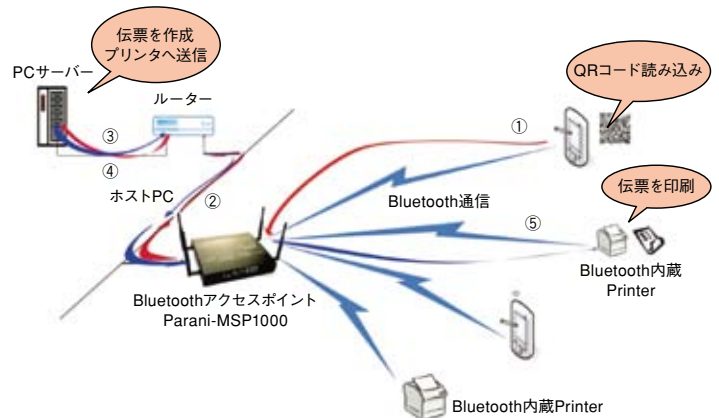 伝票を作成
プリンタへ送信
PCサーバー
ルーター
QRコード読み込み
①
③
④
ホストPC
②
Bluetooth通信
伝票を印刷
⑤
Bluetooth内蔵
Printer
Bluetoothアクセスポイント
Parani-MSP1000
Bluetooth内蔵Printer